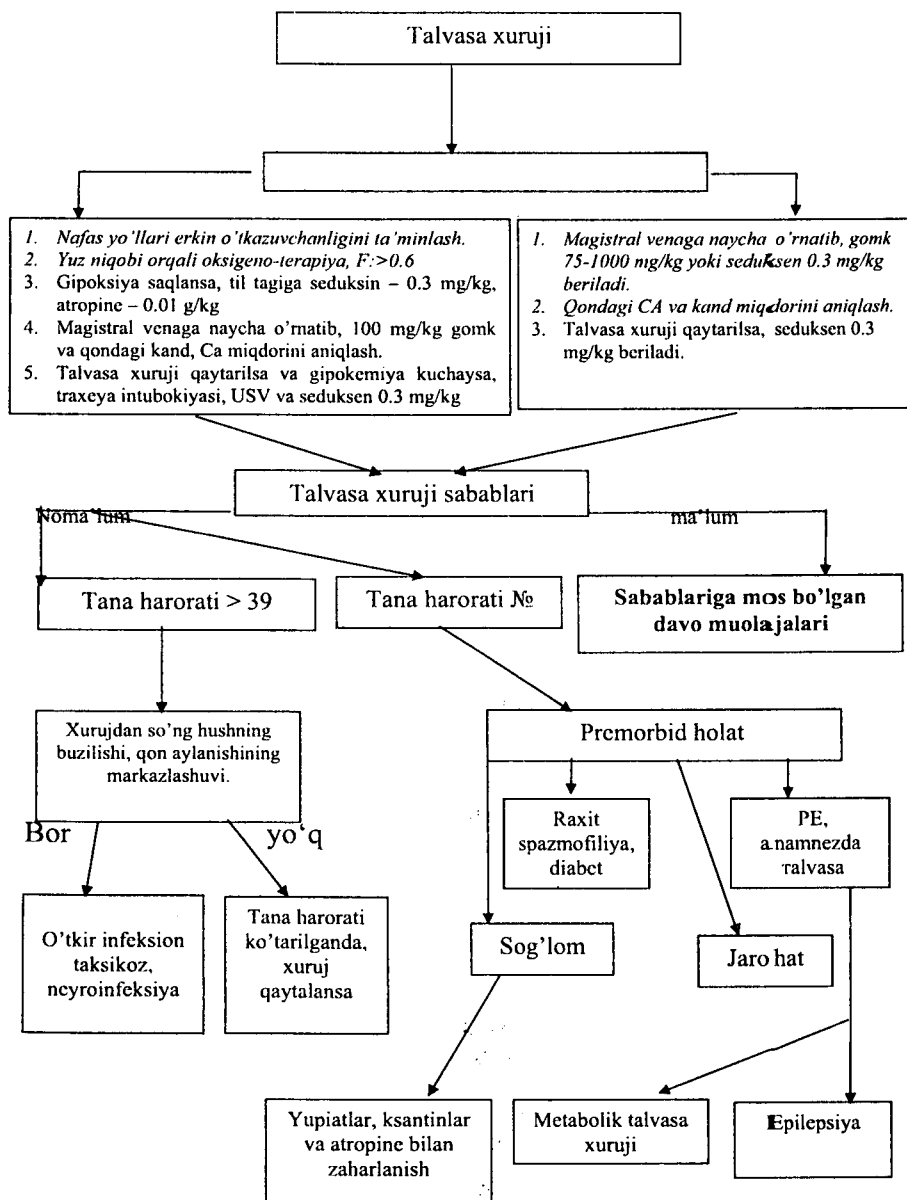 Talvasa xuruji
1. Nafas yo'llari erkin o'tkazuvchanligini ta'minlash.
2. Yuz niqobi orqali oksigeno-terapiya, F:>0.6
3. Gipoksiya saqlansa, til tagiga seduksin – 0.3 mg/kg,
atropine – 0.01 g/kg
4. Magistral venaga naycha o'rnatib, 100 mg/kg gomk
va qondagi kand, Ca miqdorini aniqlash.
5. Talvasa xuruji qaytarilsa va gipokemiya kuchaysa,
traxeya intubokiyasi, USV va seduksen 0.3 mg/kg
1. Magistral venaga naycha o'rnatib, gomk
75-1000 mg/kg yoki seduksen 0.3 mg/kg
beriladi.
2. Qondagi CA va kand miqdorini aniqlash.
3. Talvasa xuruji qaytarilsa, seduksen 0.3
mg/kg beriladi.
Talvasa xuruji sabablari
Noma'lum
ma'lum
Tana harorati > 39
Tana harorati №
Sabablariga mos bo'lgan
davo muolajalari
Xurujdan so'ng hushning
buzilishi, qon aylanishining
markazlashuvi.
Premorbid holat
Bor
yo'q
Raxit
spazmofiliya,
diabet
PE,
anamnezda
talvasa
O'tkir infeksion
taksikoz,
neyroinfeksiya
Tana harorati
ko'tarilganda,
xuruj
qaytalansa
Sog'lom
Jarohat
Yupiatlar, ksantinlar
va atropine bilan
zaharlanish
Metabolik talvasa
xuruji
Epilepsiya